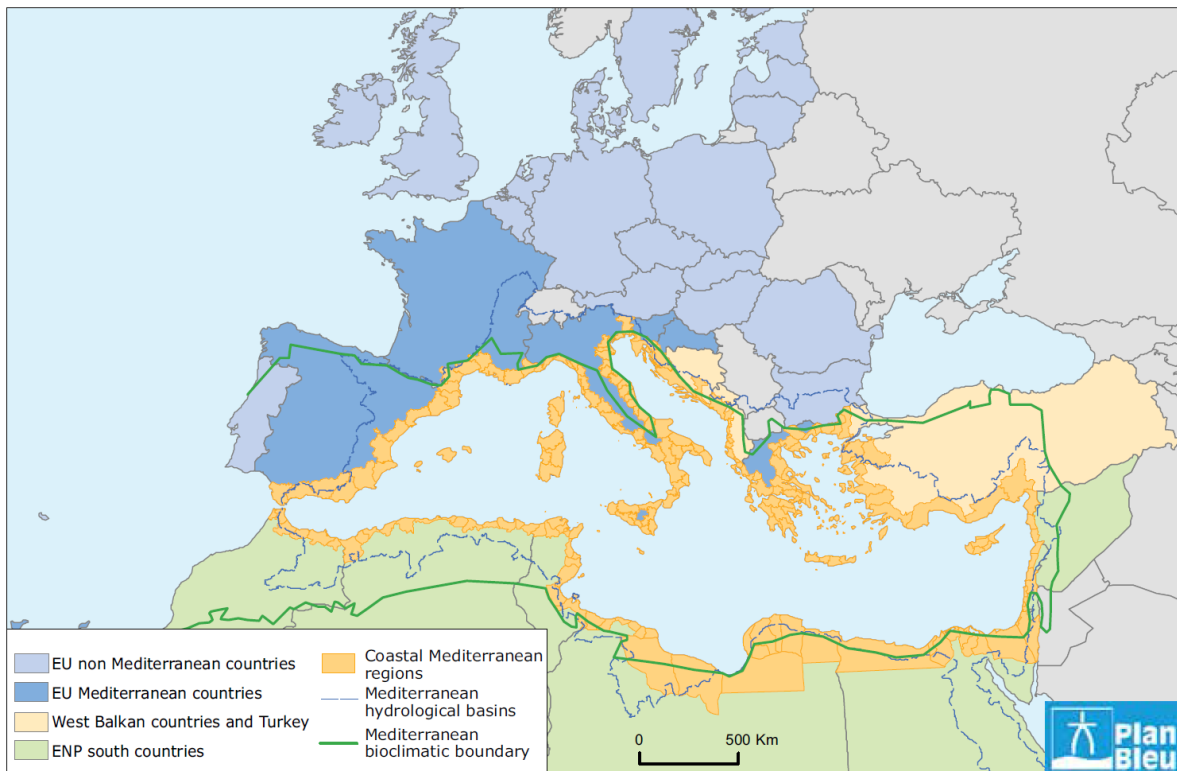 EU non Mediterranean countries
EU Mediterranean countries
West Balkan countries and Turkey
ENP south countries
Coastal Mediterranean
regions
Mediterranean
hydrological basins
Mediterranean
bioclimatic boundary
0 500 Km
Plan
Bleu